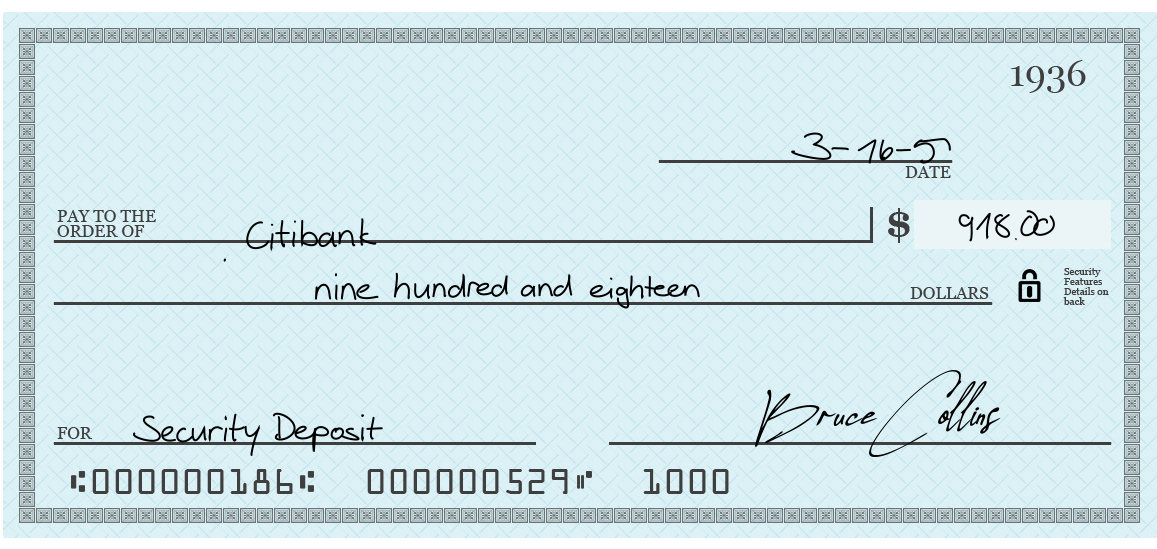 1936
3-16-5
DATE
PAY TO THE
ORDER OF Citibank $ 918.00
nine hundred and eighteen DOLLARS
Security
Features
Details on
back
FOR Security Deposit Bruce Collins
⑆000000186⑆ 000000529⑈ 1000